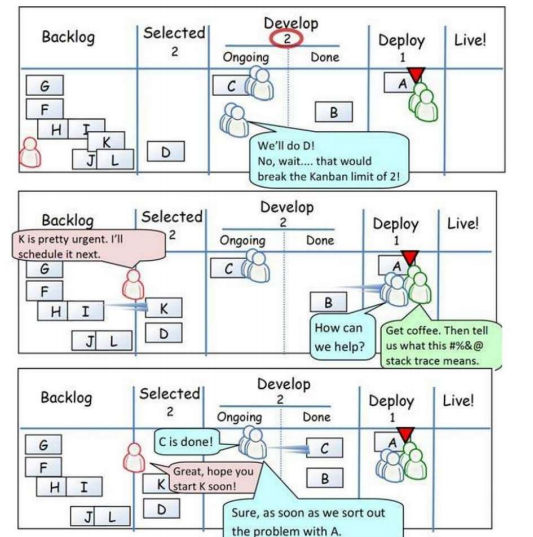 Backlog
Selected
2
Develop
2
Ongoing
Done
Deploy
1
Live!
G
F
H I
K
J L
D
C
B
A
We'll do D!
No, wait.... that would
break the Kanban limit of 2!
Backlog
Selected
2
Develop
2
Ongoing
Done
Deploy
1
Live!
K is pretty urgent. I'll
schedule it next.
G
F
H I
J L
K
D
C
B
A
How can
we help?
Get coffee. Then tell
us what this #%&@
stack trace means.
Backlog
Selected
2
Develop
2
Ongoing
Done
Deploy
1
Live!
G
F
H I
J L
K
D
C is done!
Great, hope you
start K soon!
C
B
A
Sure, as soon as we sort out
the problem with A.